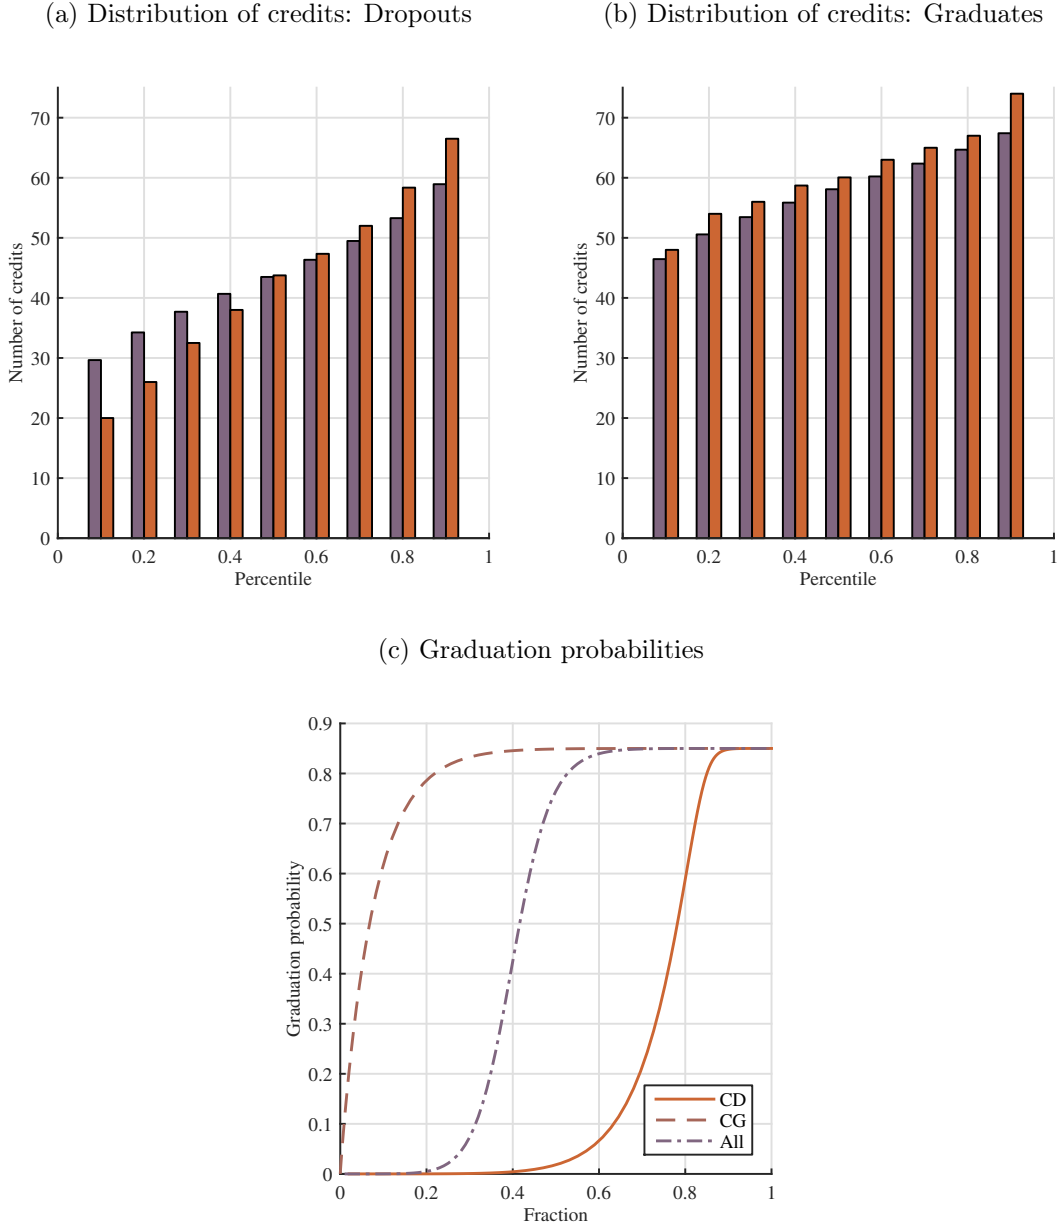 (a) Distribution of credits: Dropouts
70
60
50
40
30
20
10
0
Number of credits
0 0.2 0.4 0.6 0.8 1
Percentile
(b) Distribution of credits: Graduates
70
60
50
40
30
20
10
0
Number of credits
0 0.2 0.4 0.6 0.8 1
Percentile
(c) Graduation probabilities
0.9
0.8
0.7
0.6
0.5
0.4
0.3
0.2
0.1
0
Graduation probability
CD
CG
All
0 0.2 0.4 0.6 0.8 1
Fraction